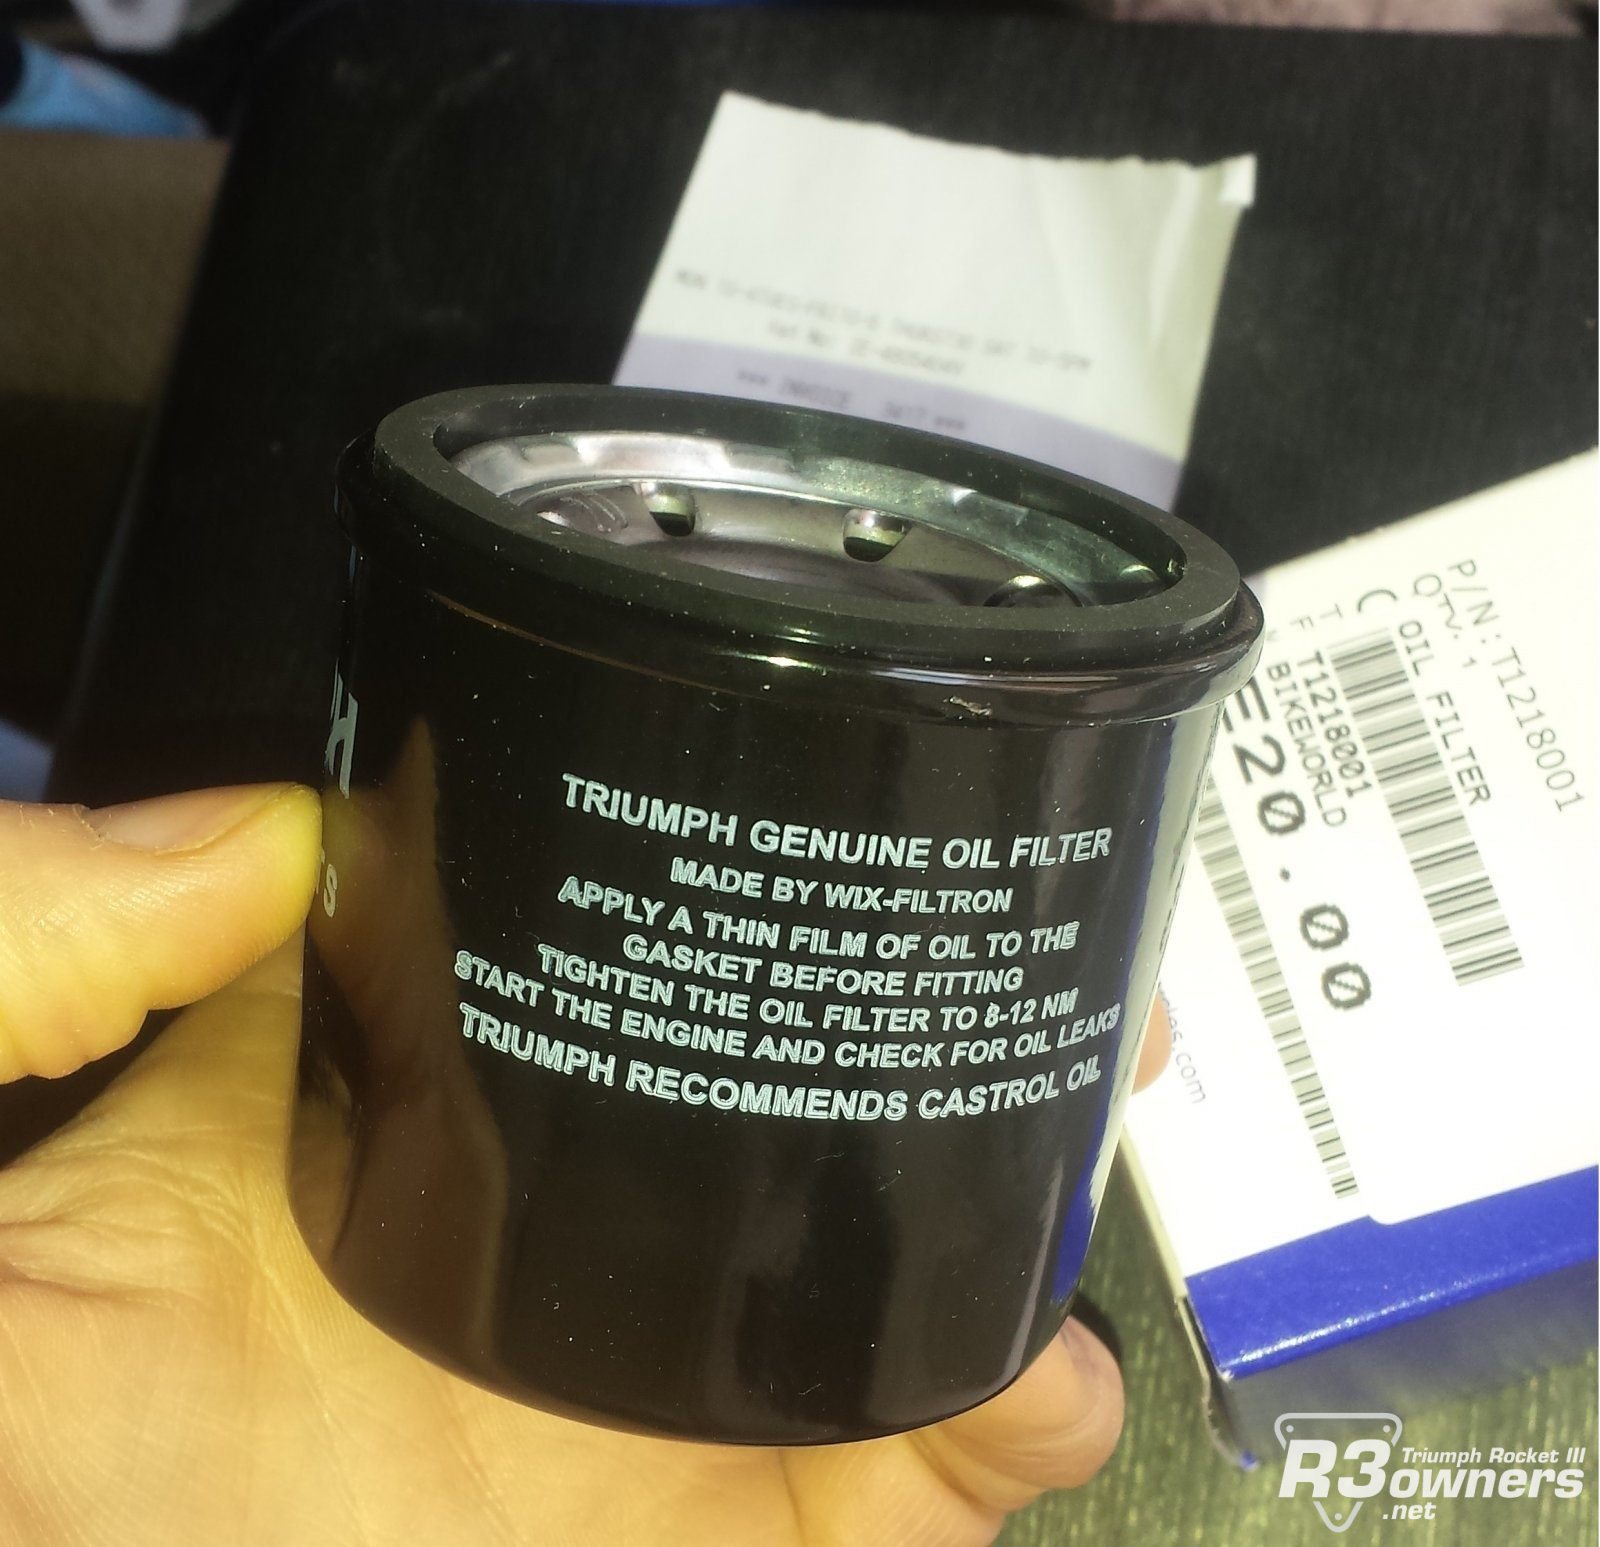 TRIUMPH GENUINE OIL FILTER
MADE BY WIX-FILTRON
APPLY A THIN FILM OF OIL TO THE
GASKET BEFORE FITTING
TIGHTEN THE OIL FILTER TO 8-12 NM
START THE ENGINE AND CHECK FOR OIL LEAKS
TRIUMPH RECOMMENDS CASTROL OIL
H
TS
P/N: T1218001
QTY. 1
OIL FILTER
T1218001
BIKEWORLD
20.00
.com
R3owners
Triumph Rocket III
.net